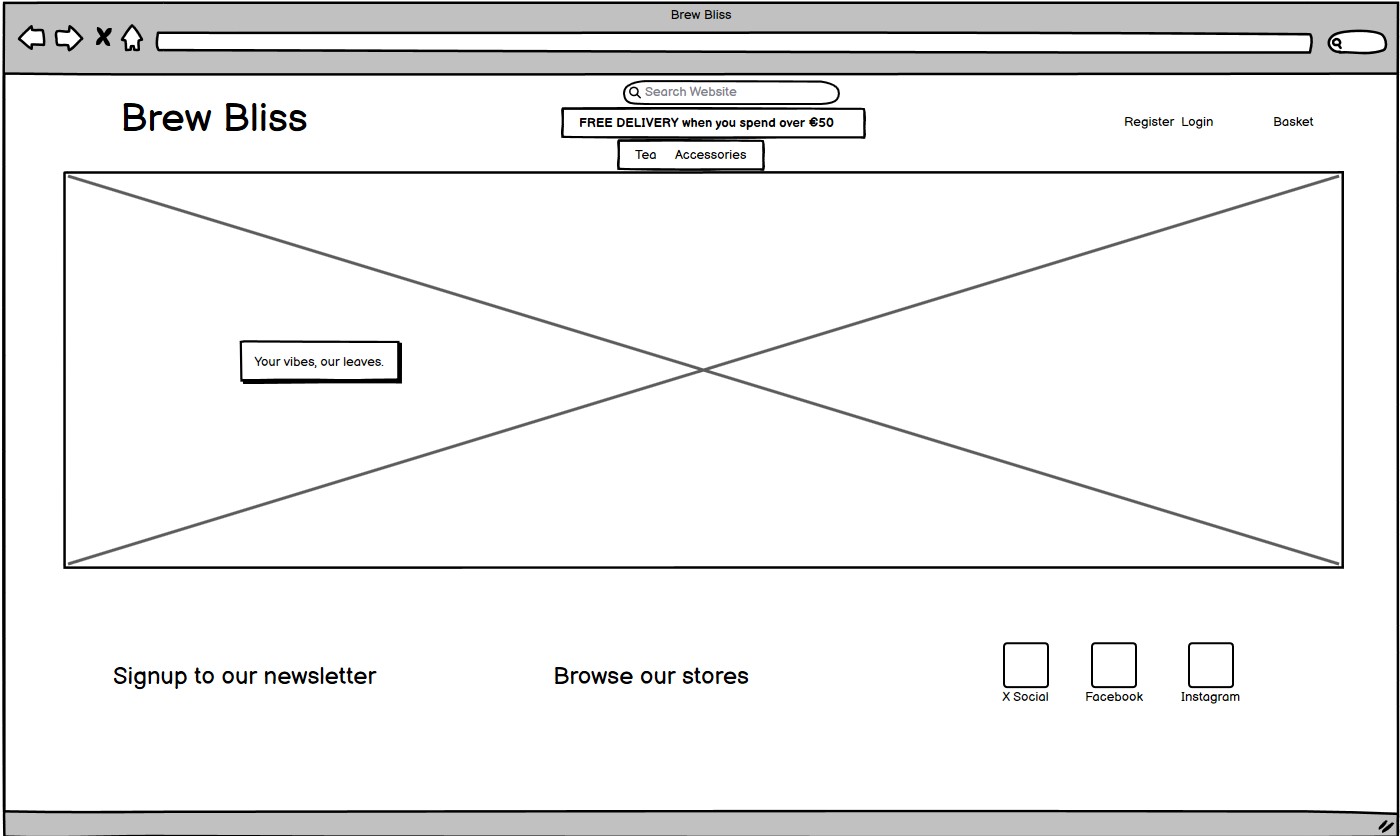 Brew Bliss
Search Website
Brew Bliss
FREE DELIVERY when you spend over €50
Register Login
Basket
Tea Accessories
Your vibes, our leaves.
Signup to our newsletter
Browse our stores
X Social
Facebook
Instagram